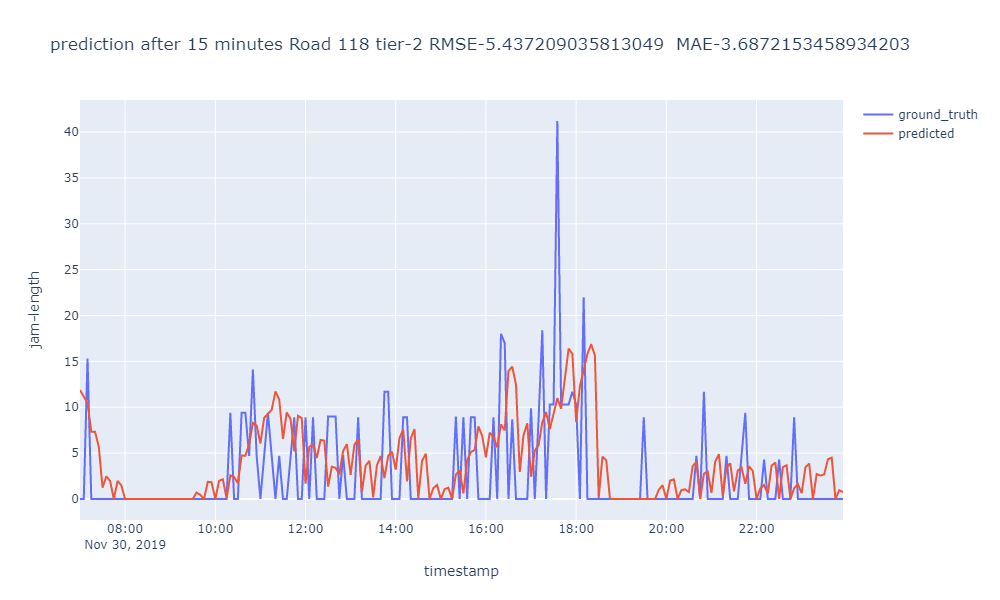 prediction after 15 minutes Road 118 tier-2 RMSE-5.437209035813049  MAE-3.6872153458934203
ground_truth
predicted
40
35
30
25
20
15
10
5
0
jam-length
08:00 10:00 12:00 14:00 16:00 18:00 20:00 22:00
Nov 30, 2019
timestamp